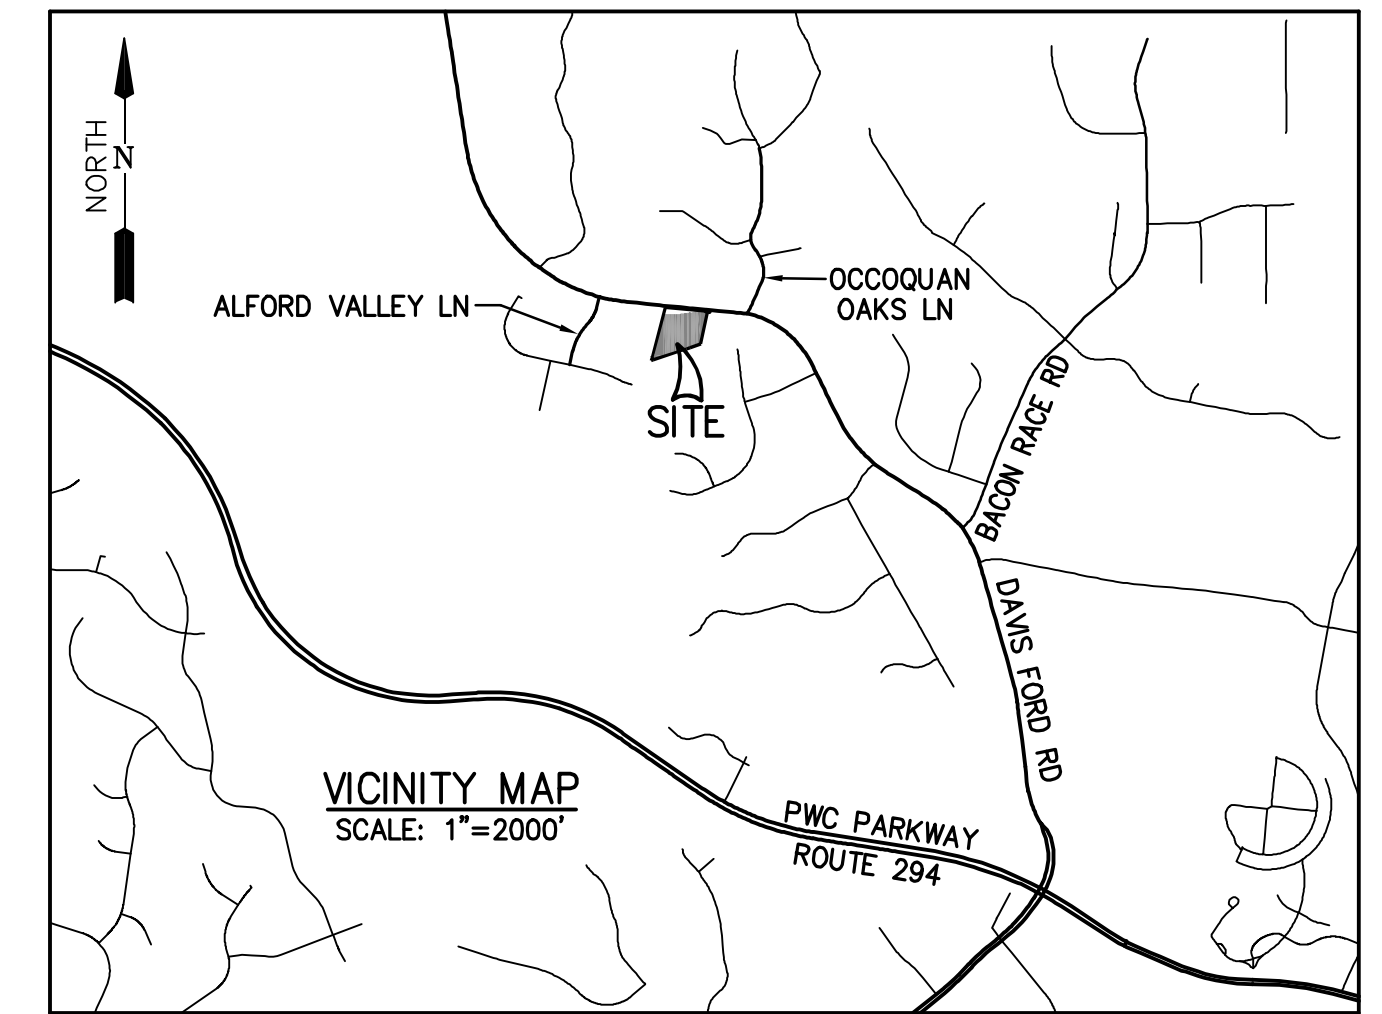 NORTH
N
OCCOQUAN
OAKS LN
ALFORD VALLEY LN
SITE
BACON RACE RD
DAVIS FORD RD
VICINITY MAP
SCALE: 1"=2000'
PWC PARKWAY
ROUTE 294